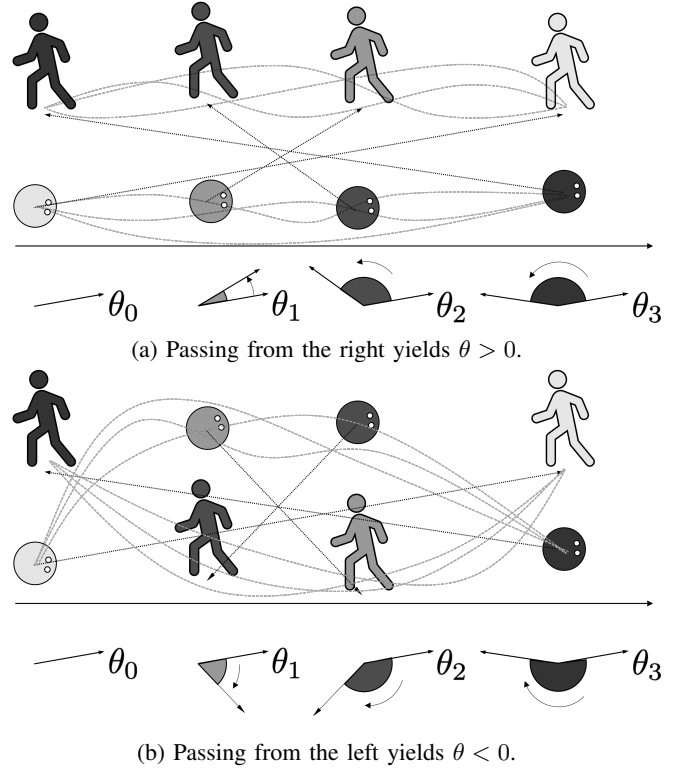 θ₀ θ₁ θ₂ θ₃
(a) Passing from the right yields θ > 0.
θ₀ θ₁ θ₂ θ₃
(b) Passing from the left yields θ < 0.